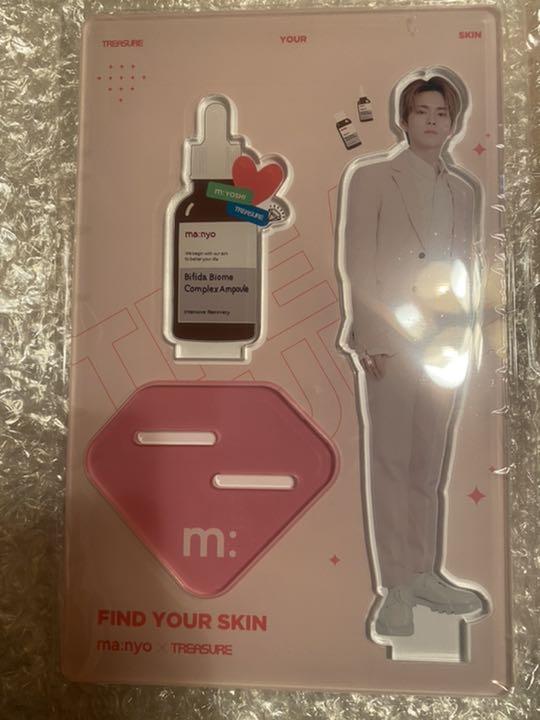 TREASURE
YOUR
SKIN
m: YOSHI
TREASURE
ma:nyo
We begin with our skin
to better your life
Bifida Biome
Complex Ampoule
Intensive Recovery
m:
FIND YOUR SKIN
ma:nyo × TREASURE